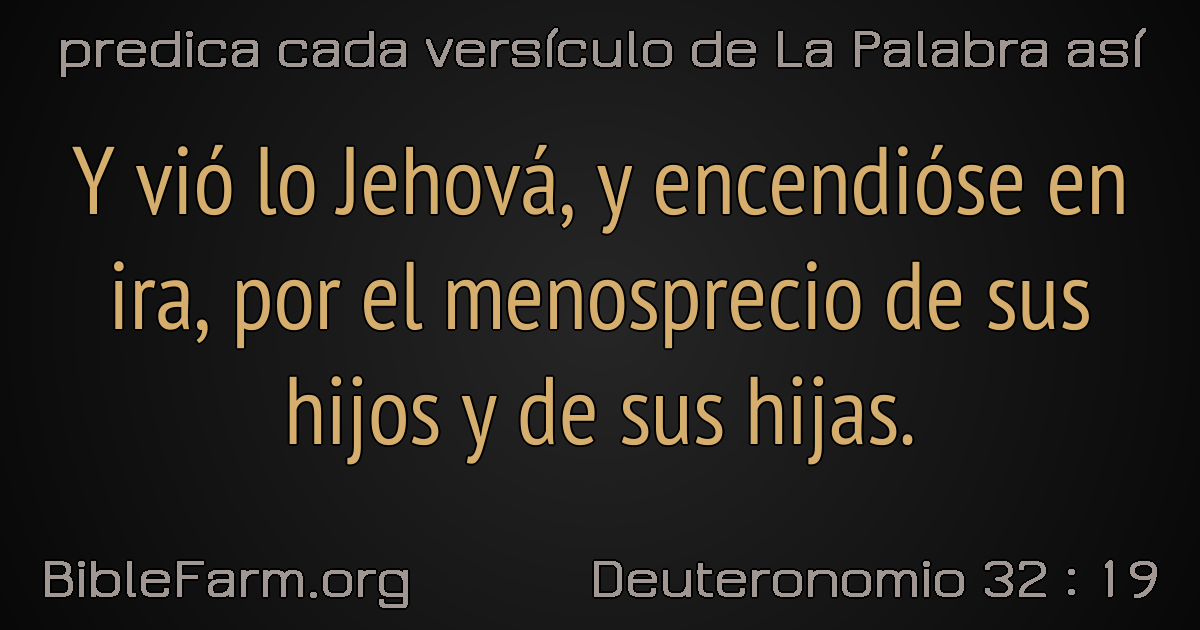 predica cada versículo de La Palabra así
Y vió lo Jehová, y encendióse en
ira, por el menosprecio de sus
hijos y de sus hijas.
BibleFarm.org
Deuteronomio 32 : 19